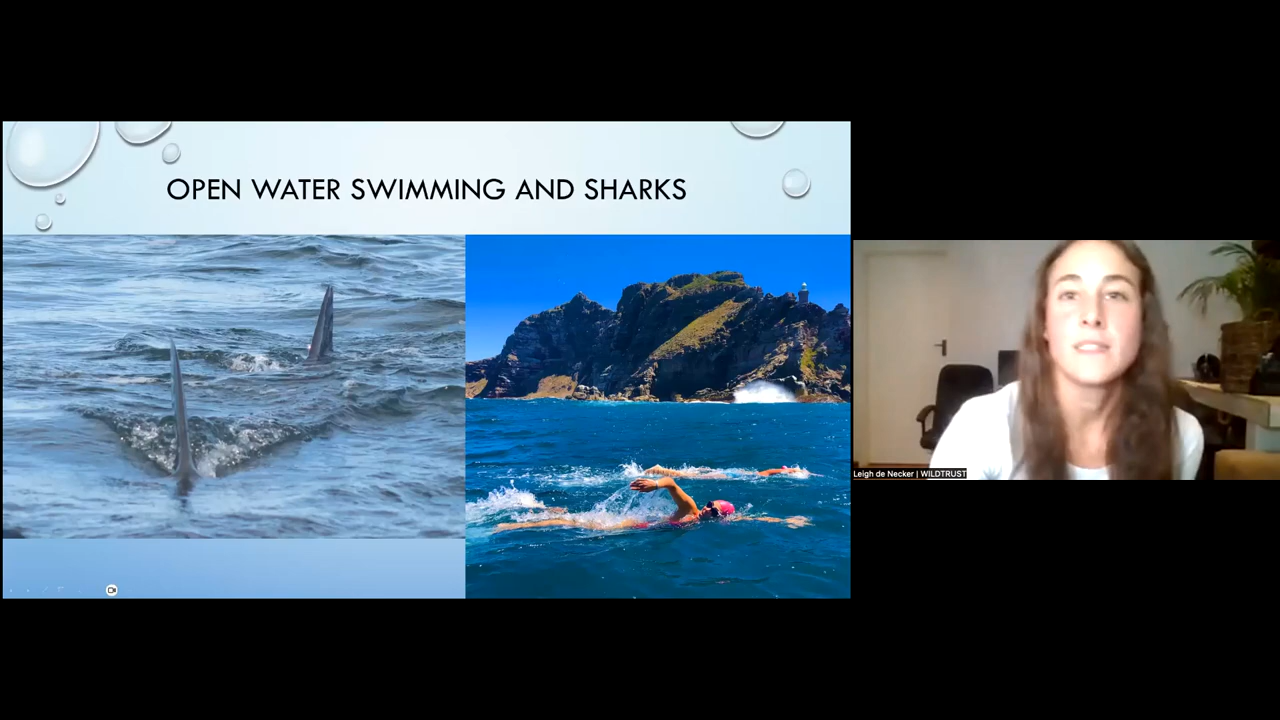 OPEN WATER SWIMMING AND SHARKS
Leigh de Necker | WILDTRUST